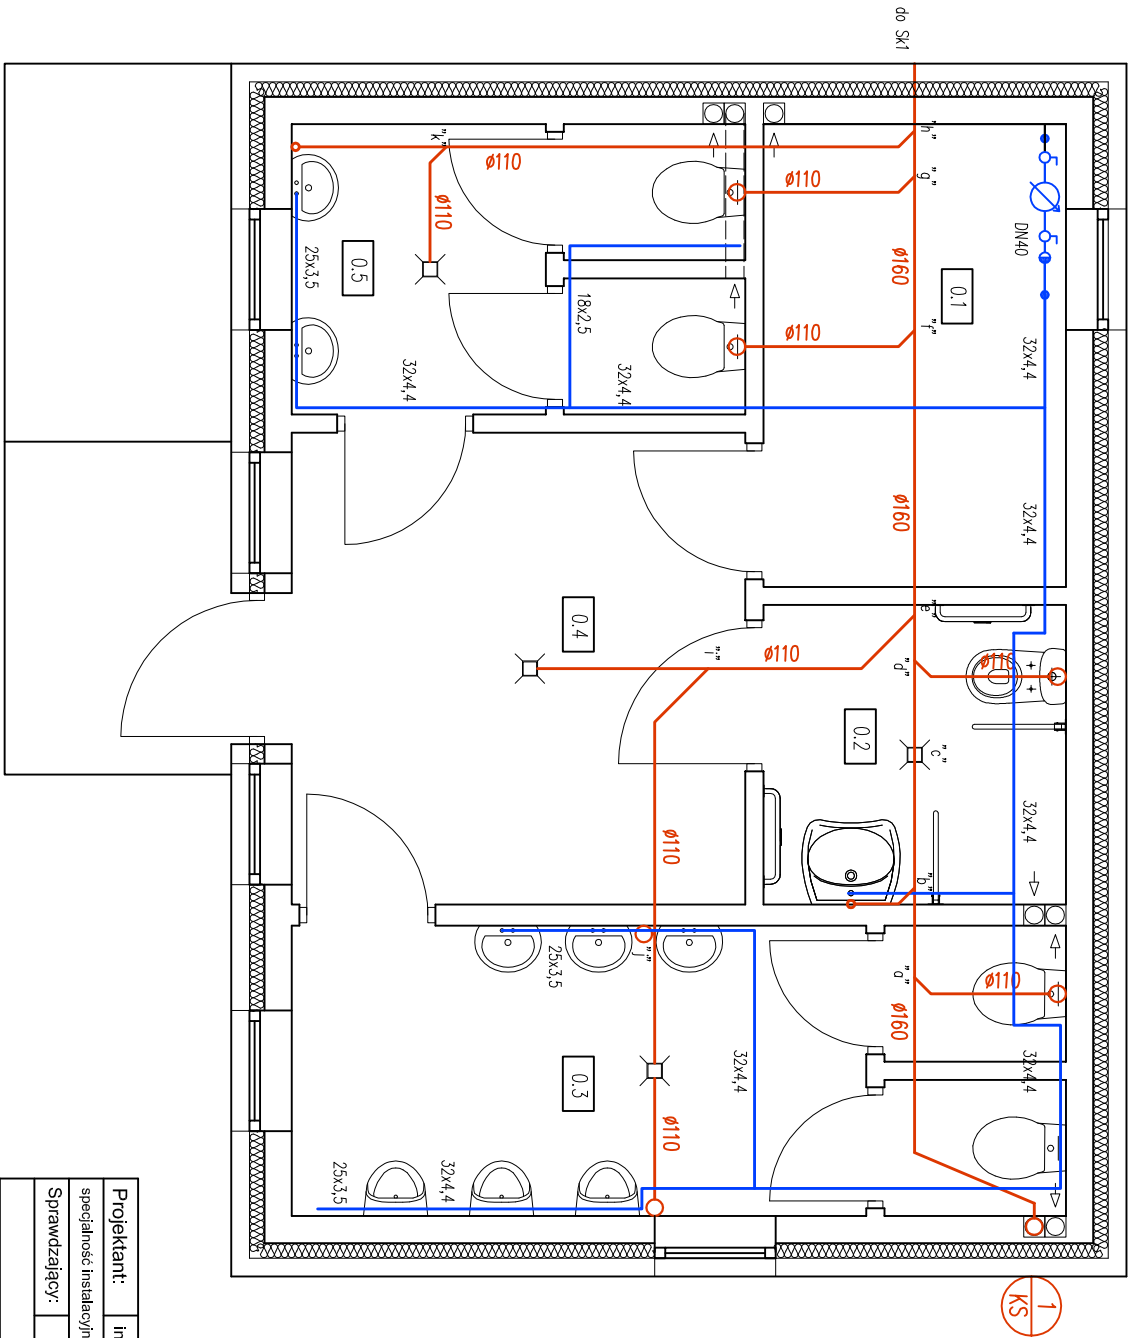 do Sk1
"h"
"g"
"f"
"e"
"d"
"c"
"b"
"a"
"k"
"i"
"j"
ø110
ø110
ø110
ø110
ø160
ø160
ø160
ø110
ø110
ø110
ø110
ø110
DN40
0.1
0.2
0.3
0.4
0.5
32x4,4
32x4,4
32x4,4
32x4,4
32x4,4
32x4,4
32x4,4
32x4,4
18x2,5
25x3,5
25x3,5
25x3,5
1
KS
Projektant:
specjalność instalacyjn
Sprawdzający: